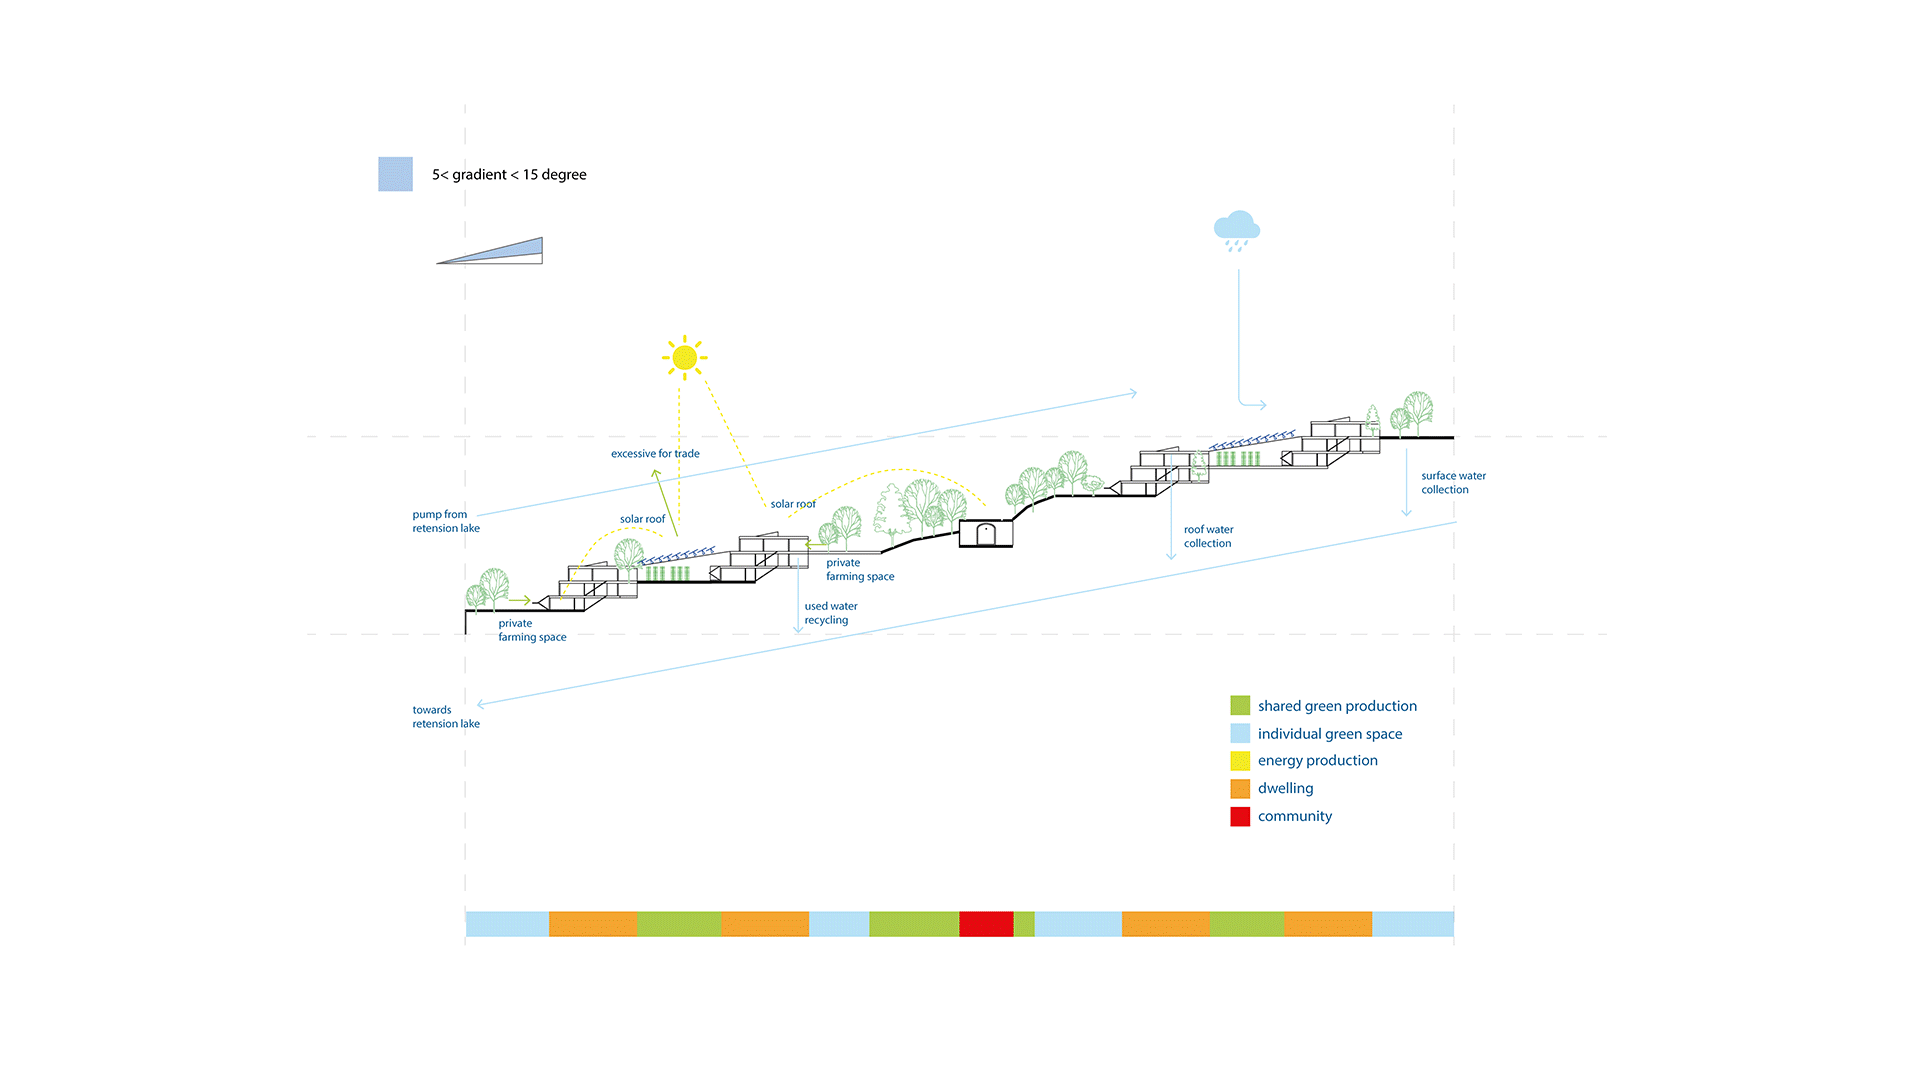 5< gradient < 15 degree
excessive for trade
solar roof
solar roof
pump from
retension lake
surface water
collection
roof water
collection
private
farming space
used water
recycling
private
farming space
towards
retension lake
shared green production
individual green space
energy production
dwelling
community